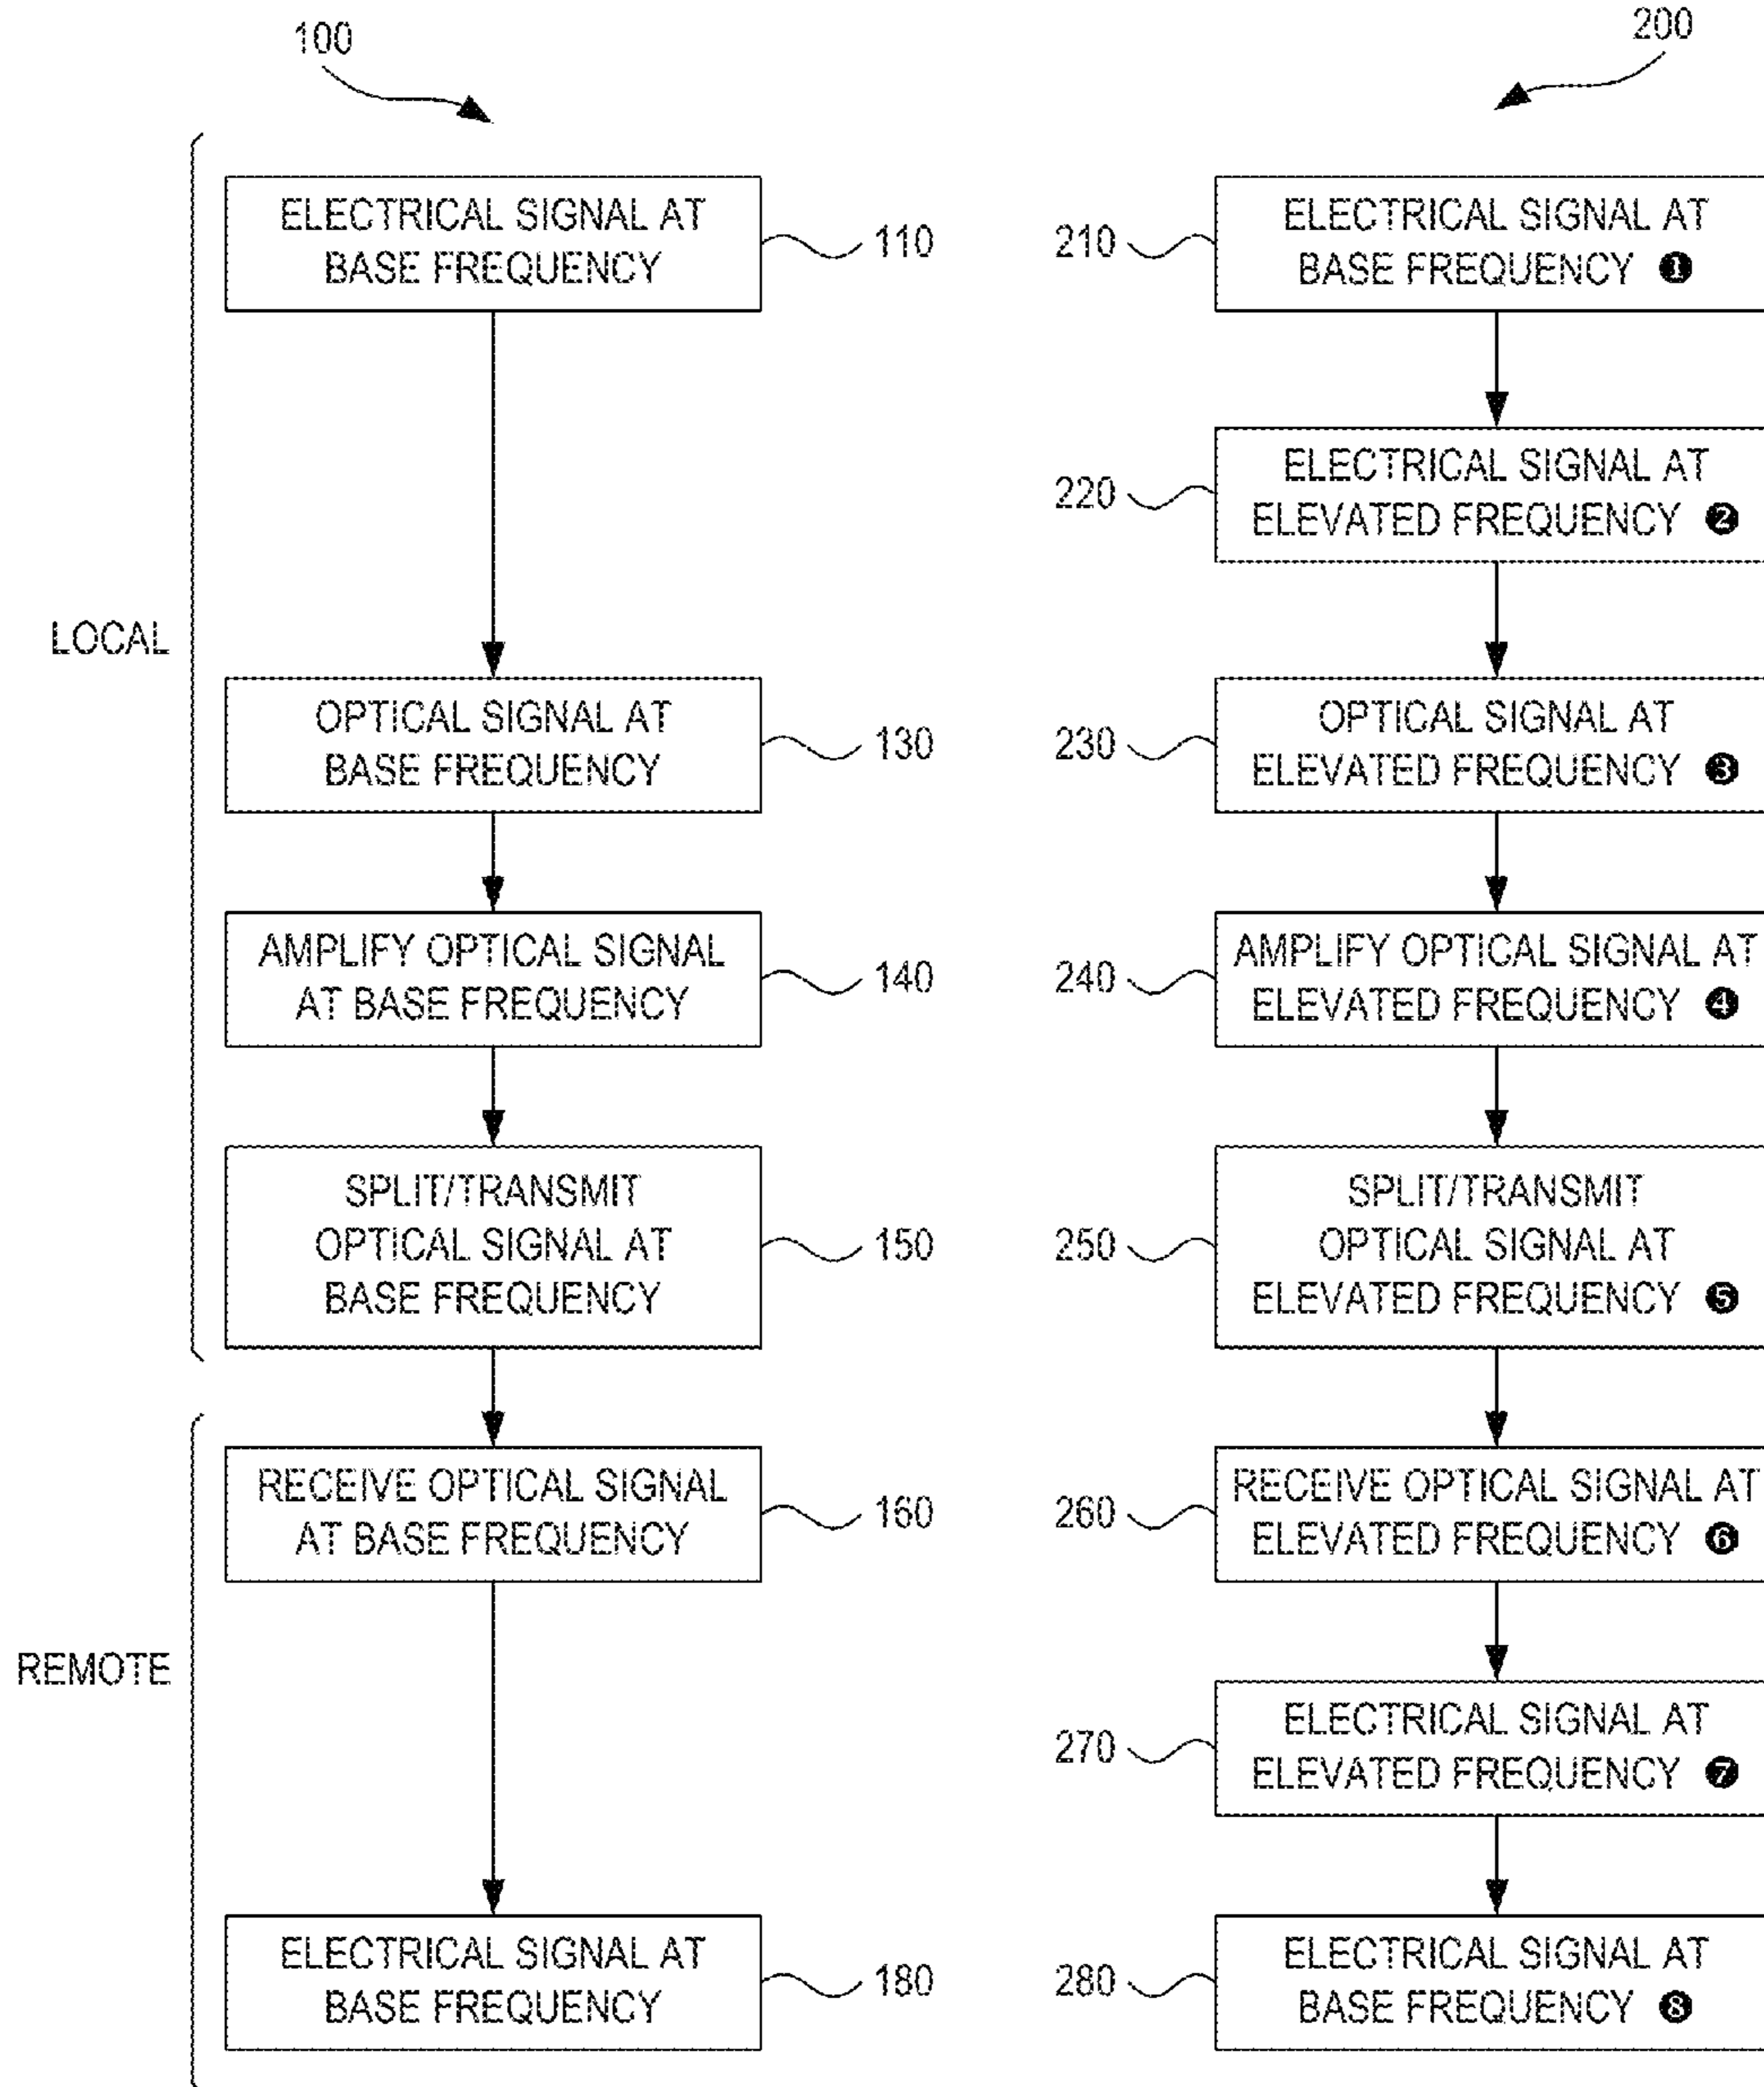 100
200
LOCAL
REMOTE
ELECTRICAL SIGNAL AT
BASE FREQUENCY
110
OPTICAL SIGNAL AT
BASE FREQUENCY
130
AMPLIFY OPTICAL SIGNAL
AT BASE FREQUENCY
140
SPLIT/TRANSMIT
OPTICAL SIGNAL AT
BASE FREQUENCY
150
RECEIVE OPTICAL SIGNAL
AT BASE FREQUENCY
160
ELECTRICAL SIGNAL AT
BASE FREQUENCY
180
210
ELECTRICAL SIGNAL AT
BASE FREQUENCY ❶
220
ELECTRICAL SIGNAL AT
ELEVATED FREQUENCY ❷
230
OPTICAL SIGNAL AT
ELEVATED FREQUENCY ❸
240
AMPLIFY OPTICAL SIGNAL AT
ELEVATED FREQUENCY ❹
250
SPLIT/TRANSMIT
OPTICAL SIGNAL AT
ELEVATED FREQUENCY ❺
260
RECEIVE OPTICAL SIGNAL AT
ELEVATED FREQUENCY ❻
270
ELECTRICAL SIGNAL AT
ELEVATED FREQUENCY ❼
280
ELECTRICAL SIGNAL AT
BASE FREQUENCY ❽